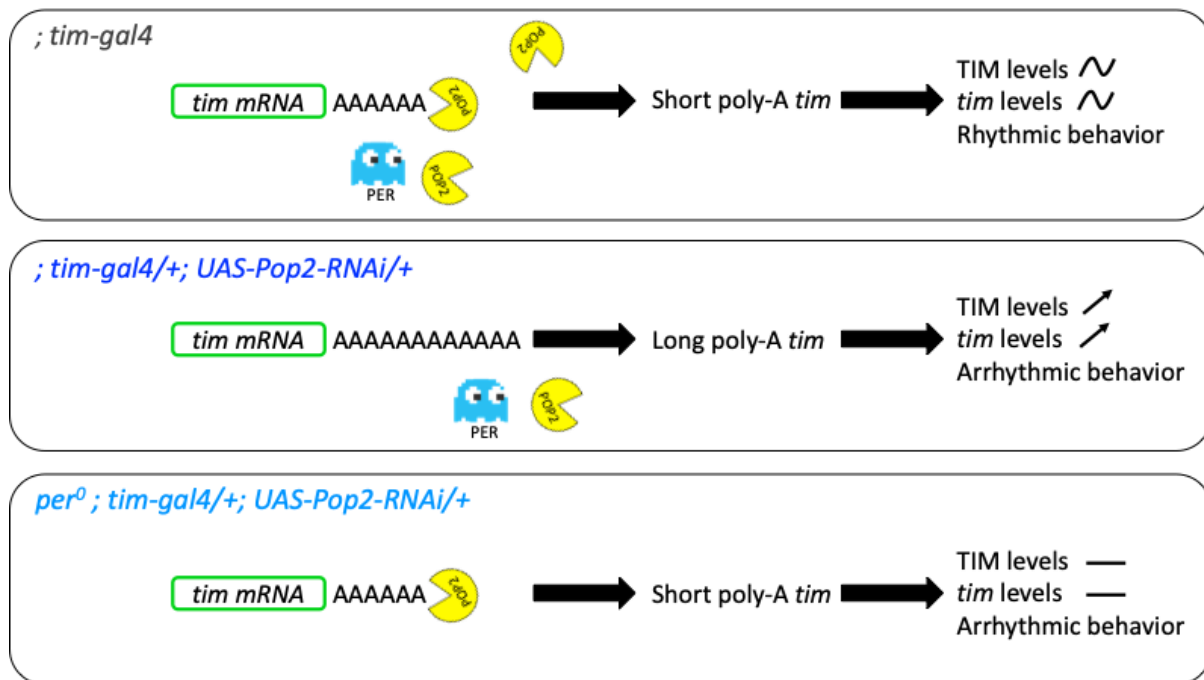 ; tim-gal4
POP2
tim mRNA AAAAAA POP2 Short poly-A tim
TIM levels
tim levels
Rhythmic behavior
PER POP2
; tim-gal4/+; UAS-Pop2-RNAi/+
tim mRNA AAAAAAAAAAAA Long poly-A tim
TIM levels
tim levels
Arrhythmic behavior
PER POP2
per⁰ ; tim-gal4/+; UAS-Pop2-RNAi/+
tim mRNA AAAAAA POP2 Short poly-A tim
TIM levels
tim levels
Arrhythmic behavior